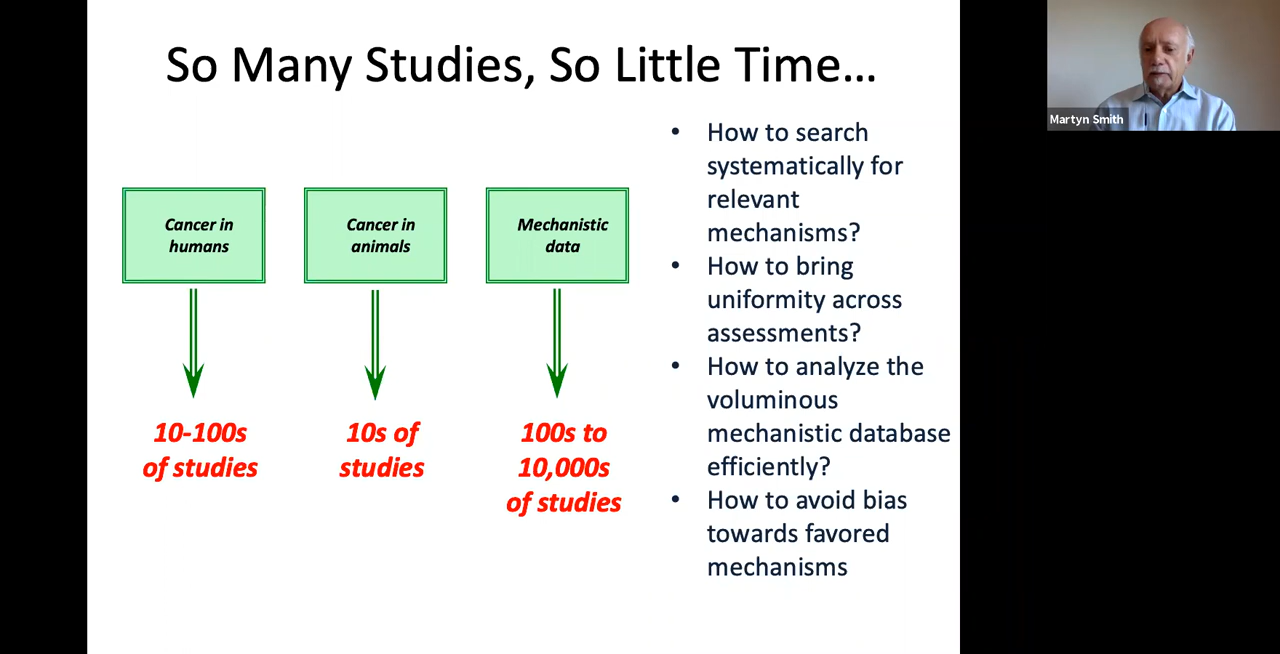 So Many Studies, So Little Time…
Martyn Smith
Cancer in
humans
Cancer in
animals
Mechanistic
data
10-100s
of studies
10s of
studies
100s to
10,000s
of studies
• How to search
systematically for
relevant
mechanisms?
• How to bring
uniformity across
assessments?
• How to analyze the
voluminous
mechanistic database
efficiently?
• How to avoid bias
towards favored
mechanisms